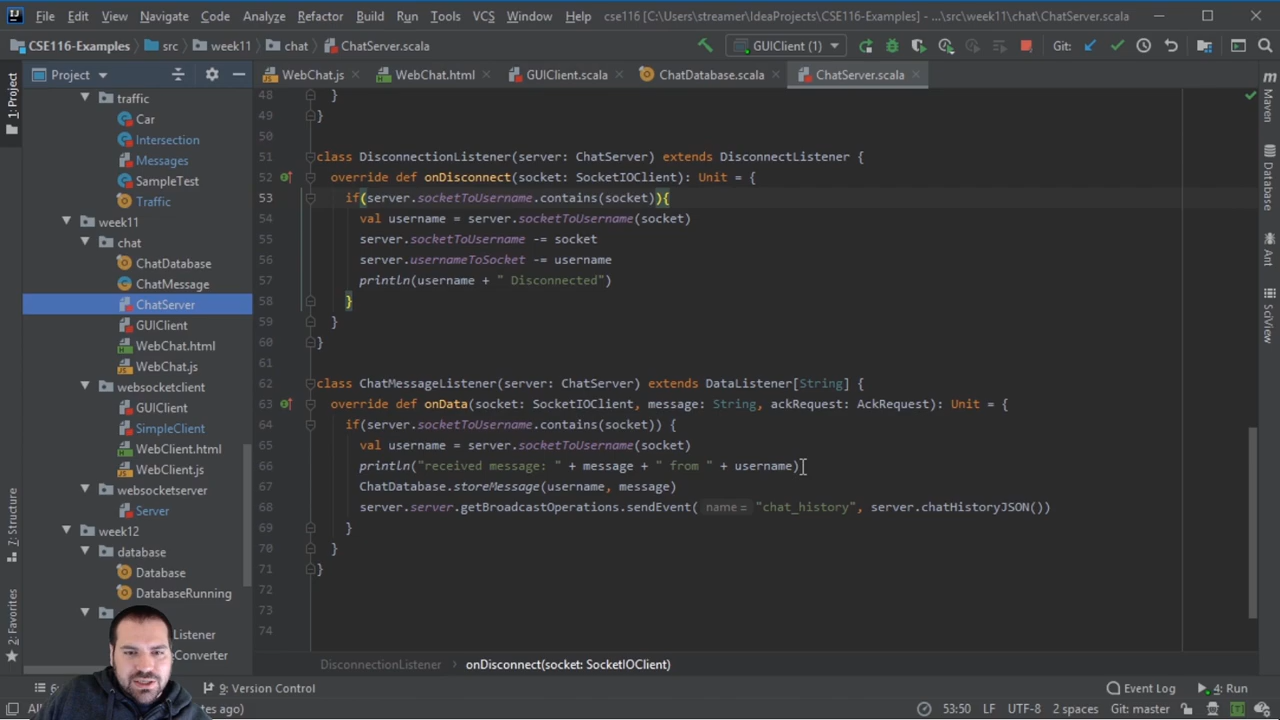 File Edit View Navigate Code Analyze Refactor Build Run Tools VCS Window Help cse116 [C:\Users\streamer\IdeaProjects\CSE116-Examples] - ...\src\week11\chat\ChatServer.scala
CSE116-Examples src week11 chat ChatServer.scala GUIClient (1) Git:
Project WebChat.js WebChat.html GUIClient.scala ChatDatabase.scala ChatServer.scala
1: Project
7: Structure
2: Favorites
traffic
Car
Intersection
Messages
SampleTest
Traffic
week11
chat
ChatDatabase
ChatMessage
ChatServer
GUIClient
WebChat.html
WebChat.js
websocketclient
GUIClient
SimpleClient
WebClient.html
WebClient.js
websocketserver
Server
week12
database
Database
DatabaseRunning
48 }
49 }
50
51 class DisconnectionListener(server: ChatServer) extends DisconnectListener {
52 override def onDisconnect(socket: SocketIOClient): Unit = {
53 if(server.socketToUsername.contains(socket)){
54 val username = server.socketToUsername(socket)
55 server.socketToUsername -= socket
56 server.usernameToSocket -= username
57 println(username + " Disconnected")
58 }
59 }
60 }
61
62 class ChatMessageListener(server: ChatServer) extends DataListener[String] {
63 override def onData(socket: SocketIOClient, message: String, ackRequest: AckRequest): Unit = {
64 if(server.socketToUsername.contains(socket)) {
65 val username = server.socketToUsername(socket)
66 println("received message: " + message + " from " + username)
67 ChatDatabase.storeMessage(username, message)
68 server.server.getBroadcastOperations.sendEvent( name = "chat_history", server.chatHistoryJSON())
69 }
70 }
71 }
72
73
74
Maven
Database
Ant
SciView
DisconnectionListener onDisconnect(socket: SocketIOClient)
9: Version Control Event Log 4: Run
53:50 LF UTF-8 2 spaces Git: master